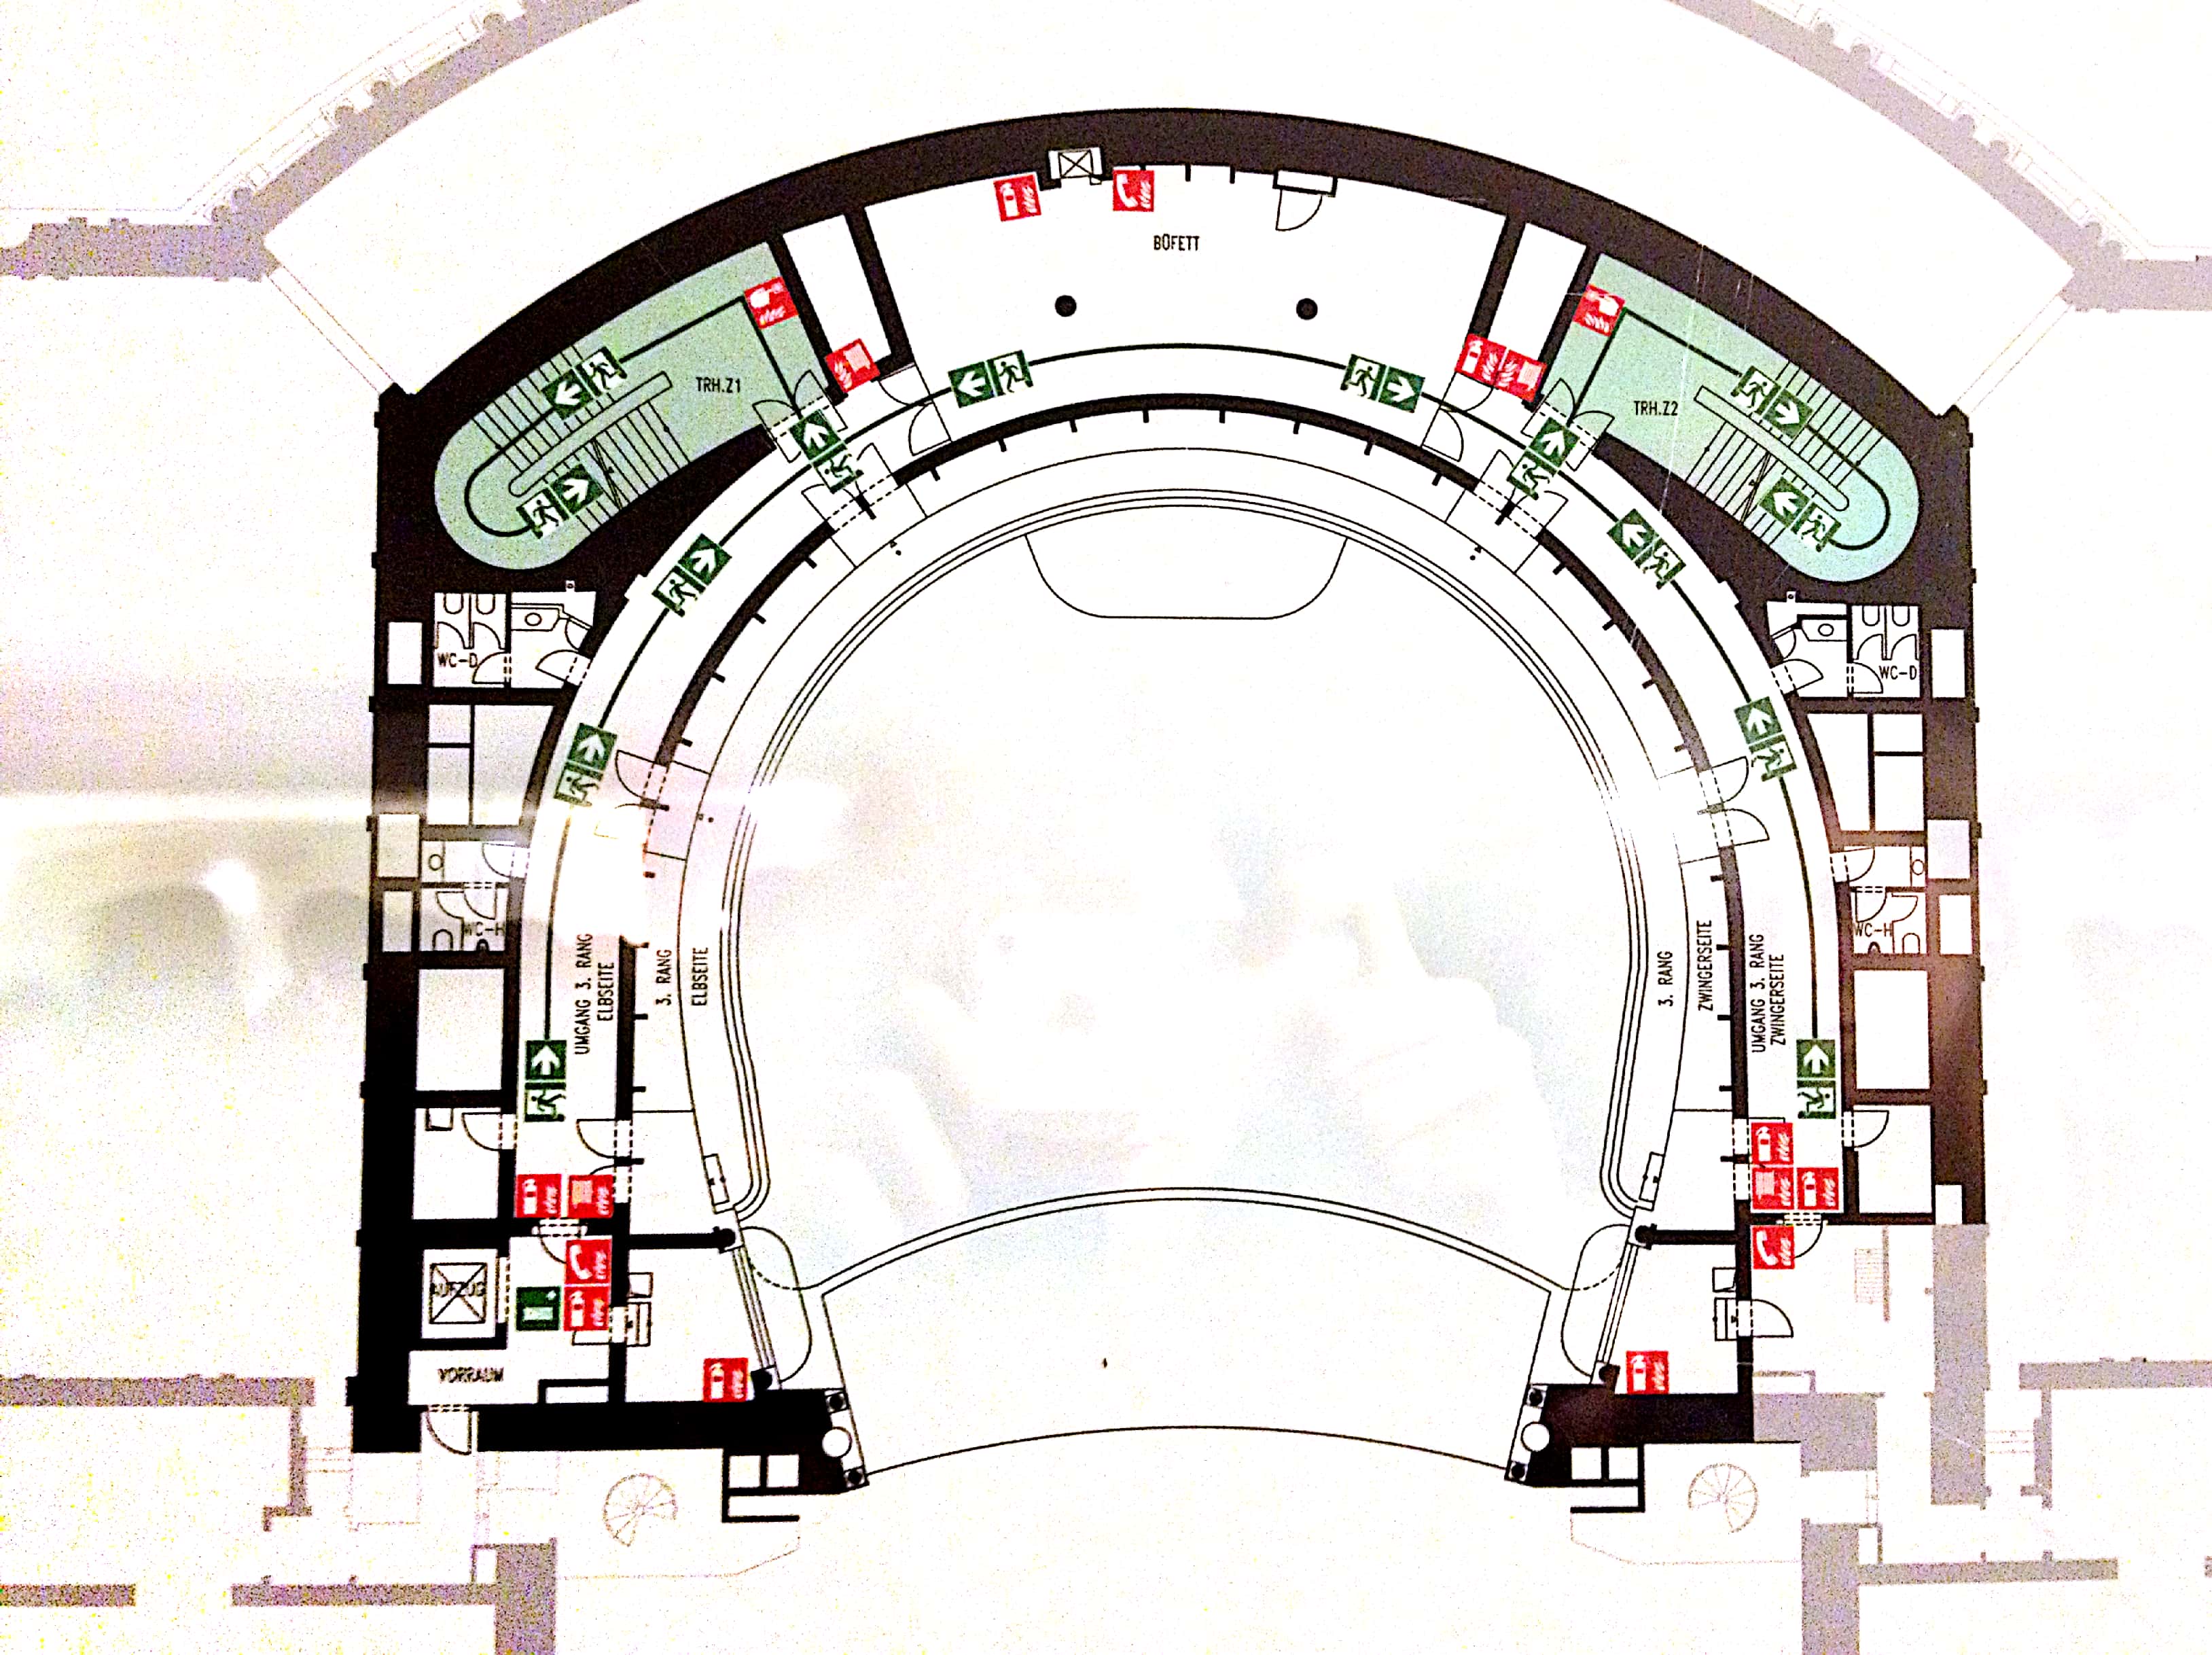 BÜFETT
TRH.Z1
TRH.Z2
WC-D
WC-D
WC-H
WC-H
UMGANG 3. RANG
ELBSEITE
3. RANG
ELBSEITE
3. RANG
ZWINGERSEITE
UMGANG 3. RANG
ZWINGERSEITE
AUFZUG
VORRAUM